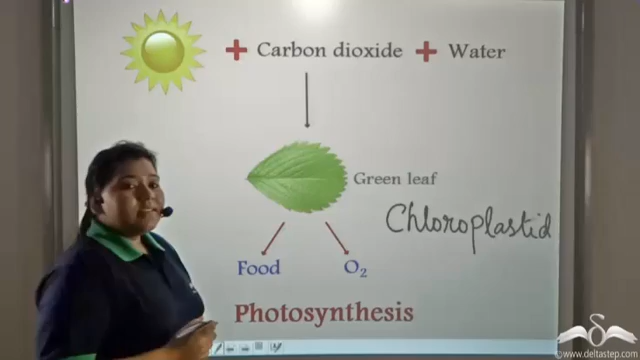 + Carbon dioxide + Water
Green leaf
Chloroplastid
Food O₂
Photosynthesis
©www.deltastep.com